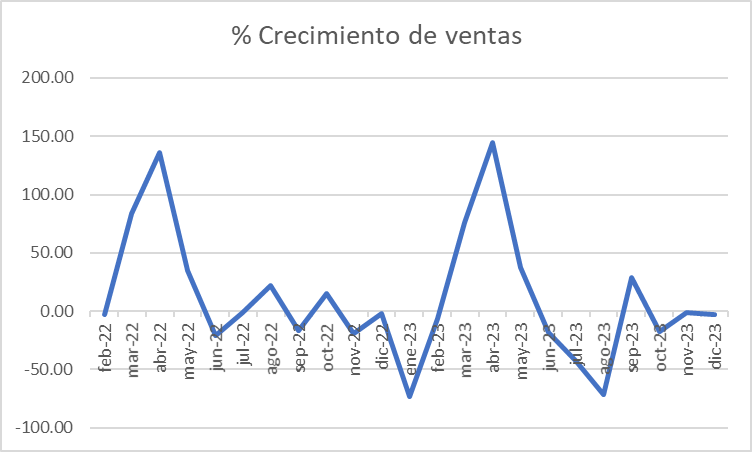 % Crecimiento de ventas
200.00
150.00
100.00
50.00
0.00
-50.00
-100.00
feb-22
mar-22
abr-22
may-22
jun-22
jul-22
ago-22
sep-22
oct-22
nov-22
dic-22
ene-23
feb-23
mar-23
abr-23
may-23
jun-23
jul-23
ago-23
sep-23
oct-23
nov-23
dic-23